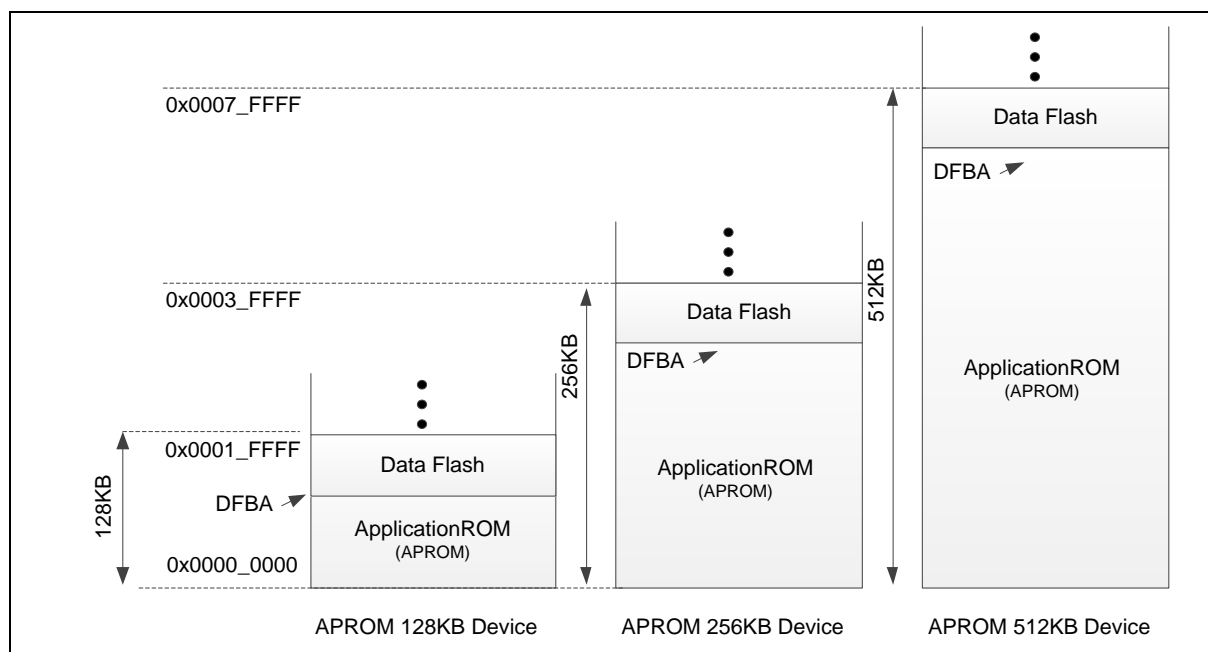 0x0007_FFFF
Data Flash
DFBA
512KB
ApplicationROM
(APROM)
0x0003_FFFF
Data Flash
DFBA
256KB
ApplicationROM
(APROM)
0x0001_FFFF
Data Flash
128KB
DFBA
ApplicationROM
(APROM)
0x0000_0000
APROM 128KB Device
APROM 256KB Device
APROM 512KB Device